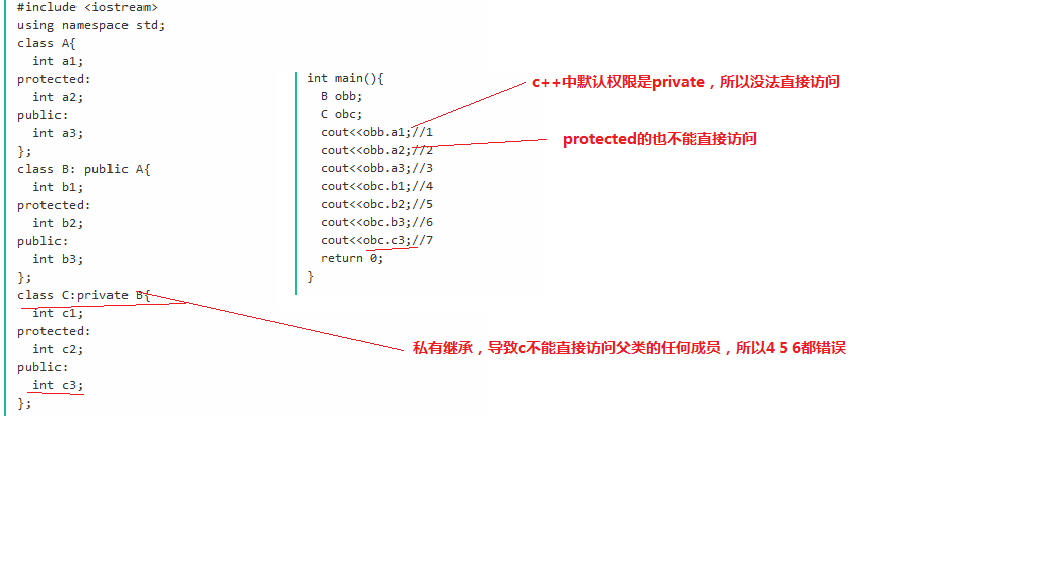 #include <iostream>
using namespace std;
class A{
  int a1;
protected:
  int a2;
public:
  int a3;
};
class B: public A{
  int b1;
protected:
  int b2;
public:
  int b3;
};
class C:private B{
  int c1;
protected:
  int c2;
public:
  int c3;
};
int main(){
  B obb;
  C obc;
  cout<<obb.a1;//1
  cout<<obb.a2;//2
  cout<<obb.a3;//3
  cout<<obc.b1;//4
  cout<<obc.b2;//5
  cout<<obc.b3;//6
  cout<<obc.c3;//7
  return 0;
}
c++中默认权限是private，所以没法直接访问
protected的也不能直接访问
私有继承，导致c不能直接访问父类的任何成员，所以4 5 6都错误